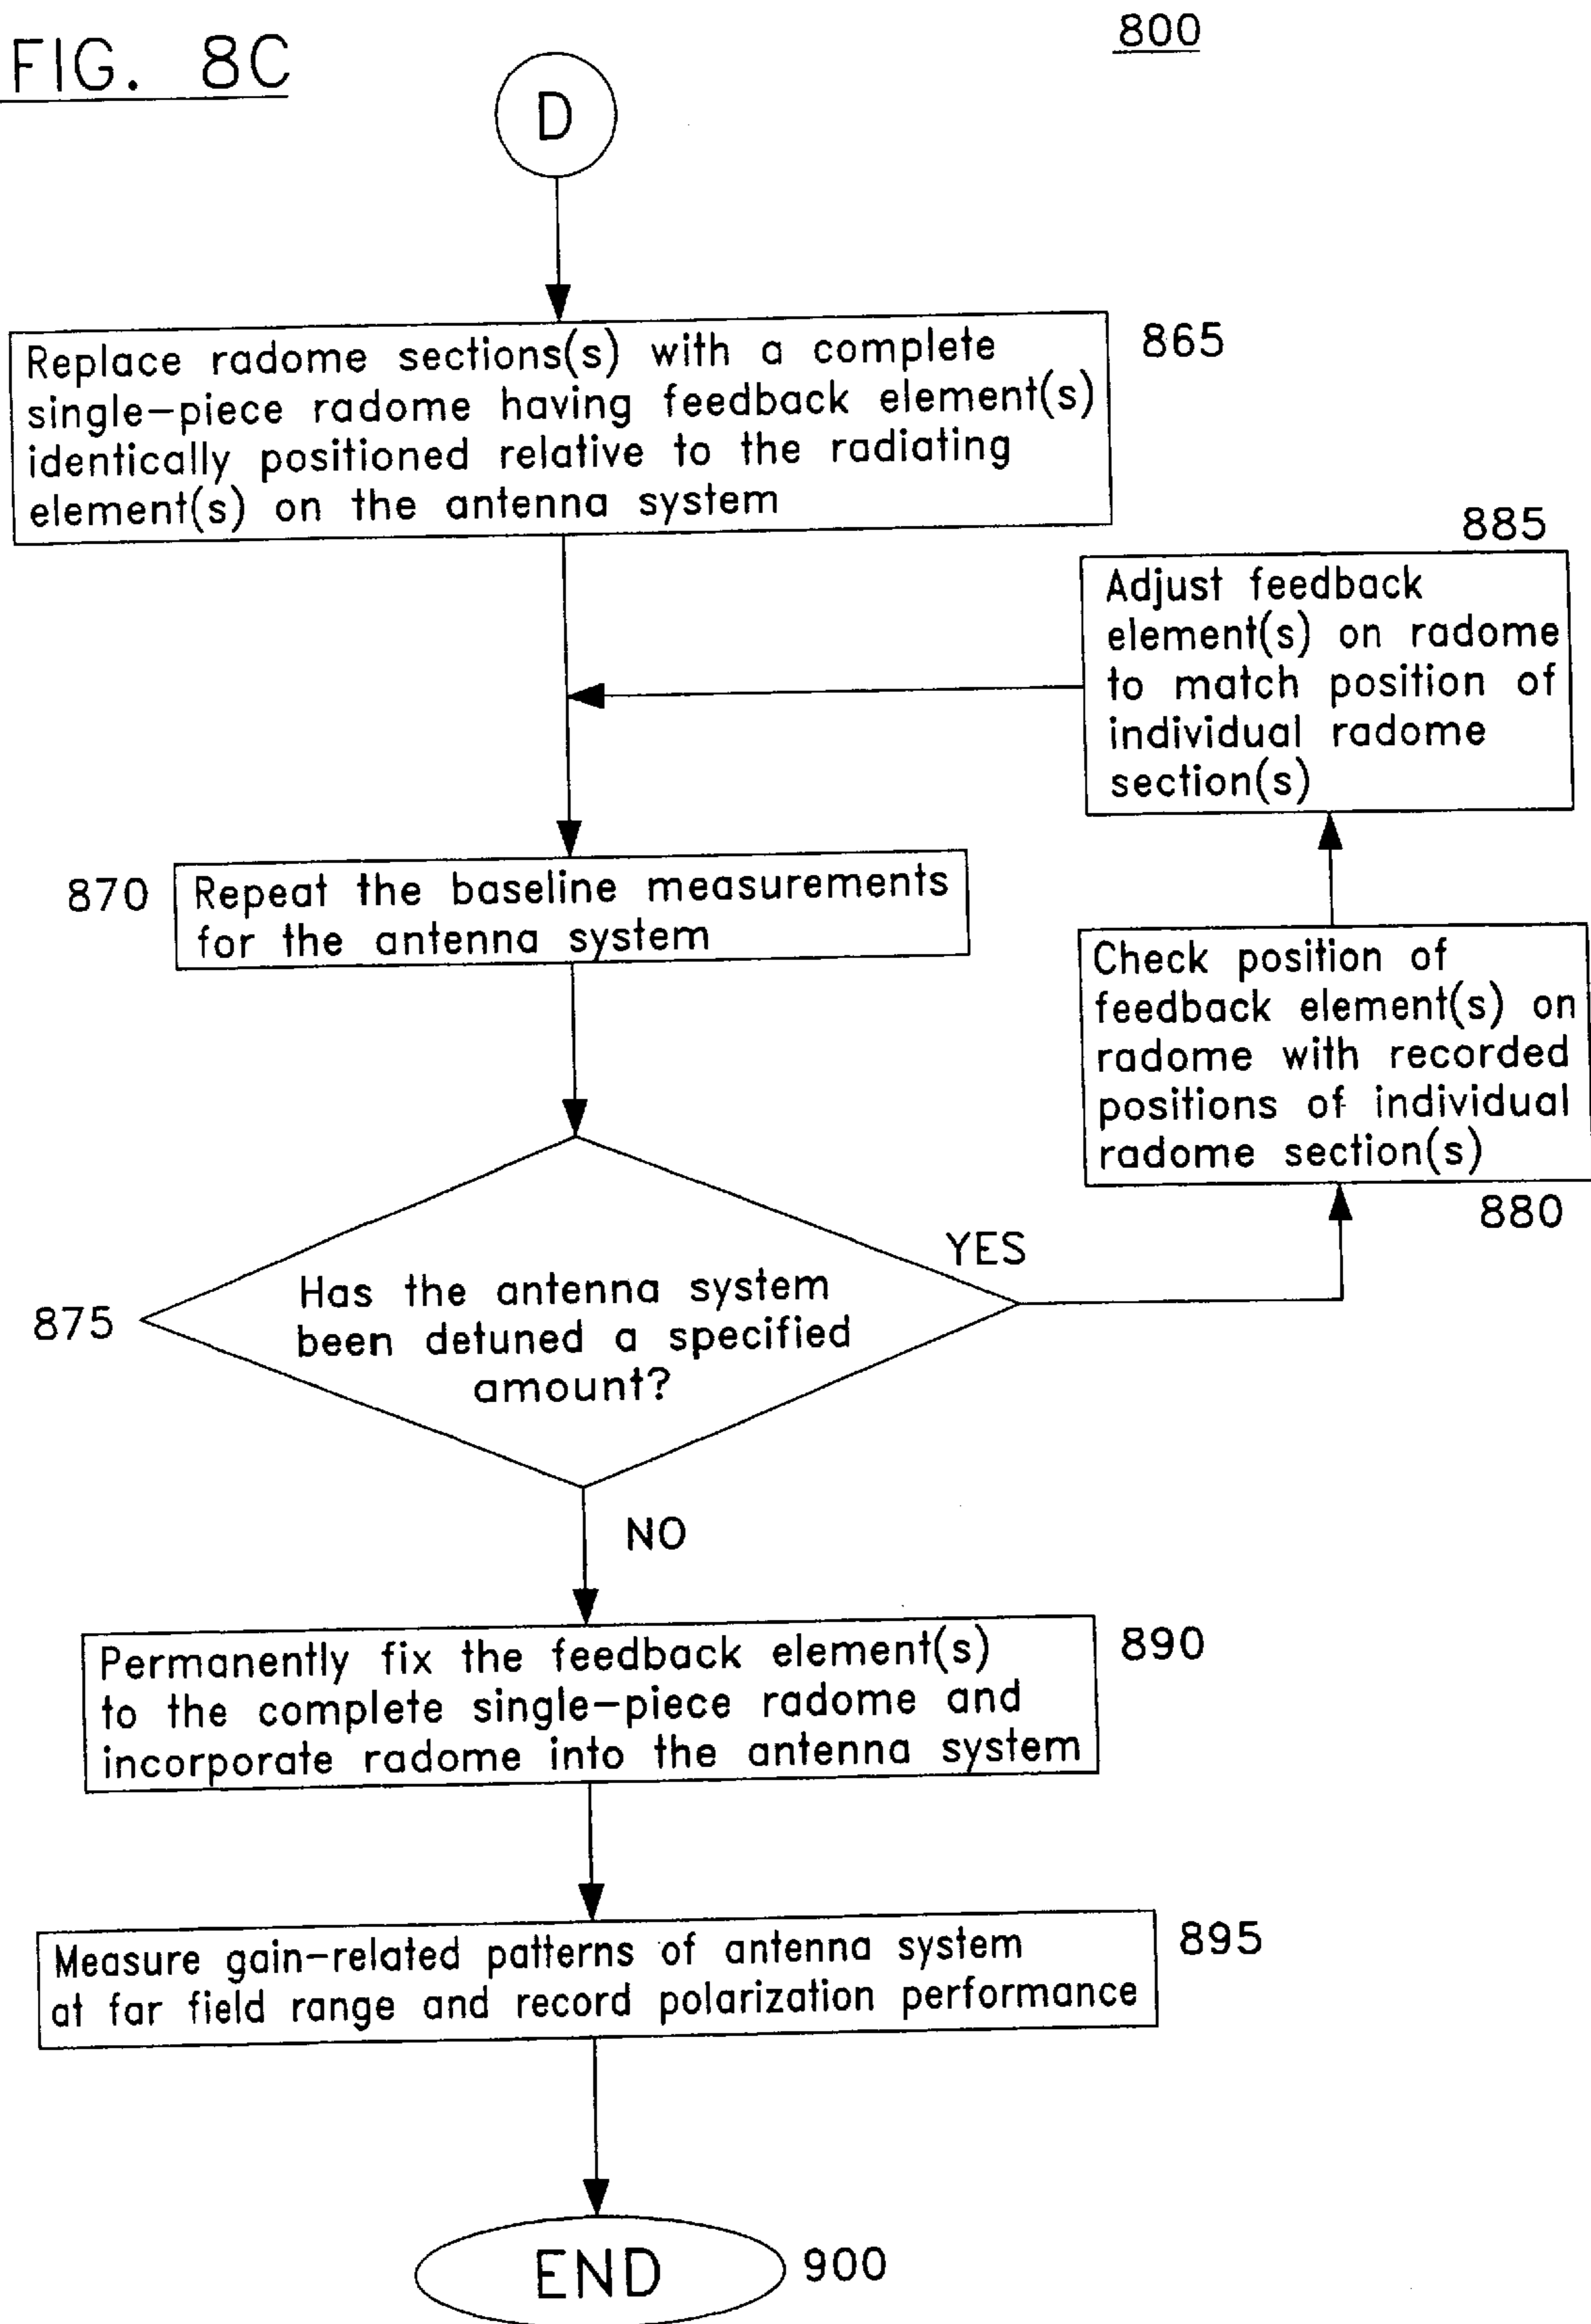 FIG. 8C
800
D
Replace radome sections(s) with a complete
single-piece radome having feedback element(s)
identically positioned relative to the radiating
element(s) on the antenna system
865
885
Adjust feedback
element(s) on radome
to match position of
individual radome
section(s)
870
Repeat the baseline measurements
for the antenna system
Check position of
feedback element(s) on
radome with recorded
positions of individual
radome section(s)
880
YES
875
Has the antenna system
been detuned a specified
amount?
NO
Permanently fix the feedback element(s)
to the complete single-piece radome and
incorporate radome into the antenna system
890
Measure gain-related patterns of antenna system
at far field range and record polarization performance
895
END
900